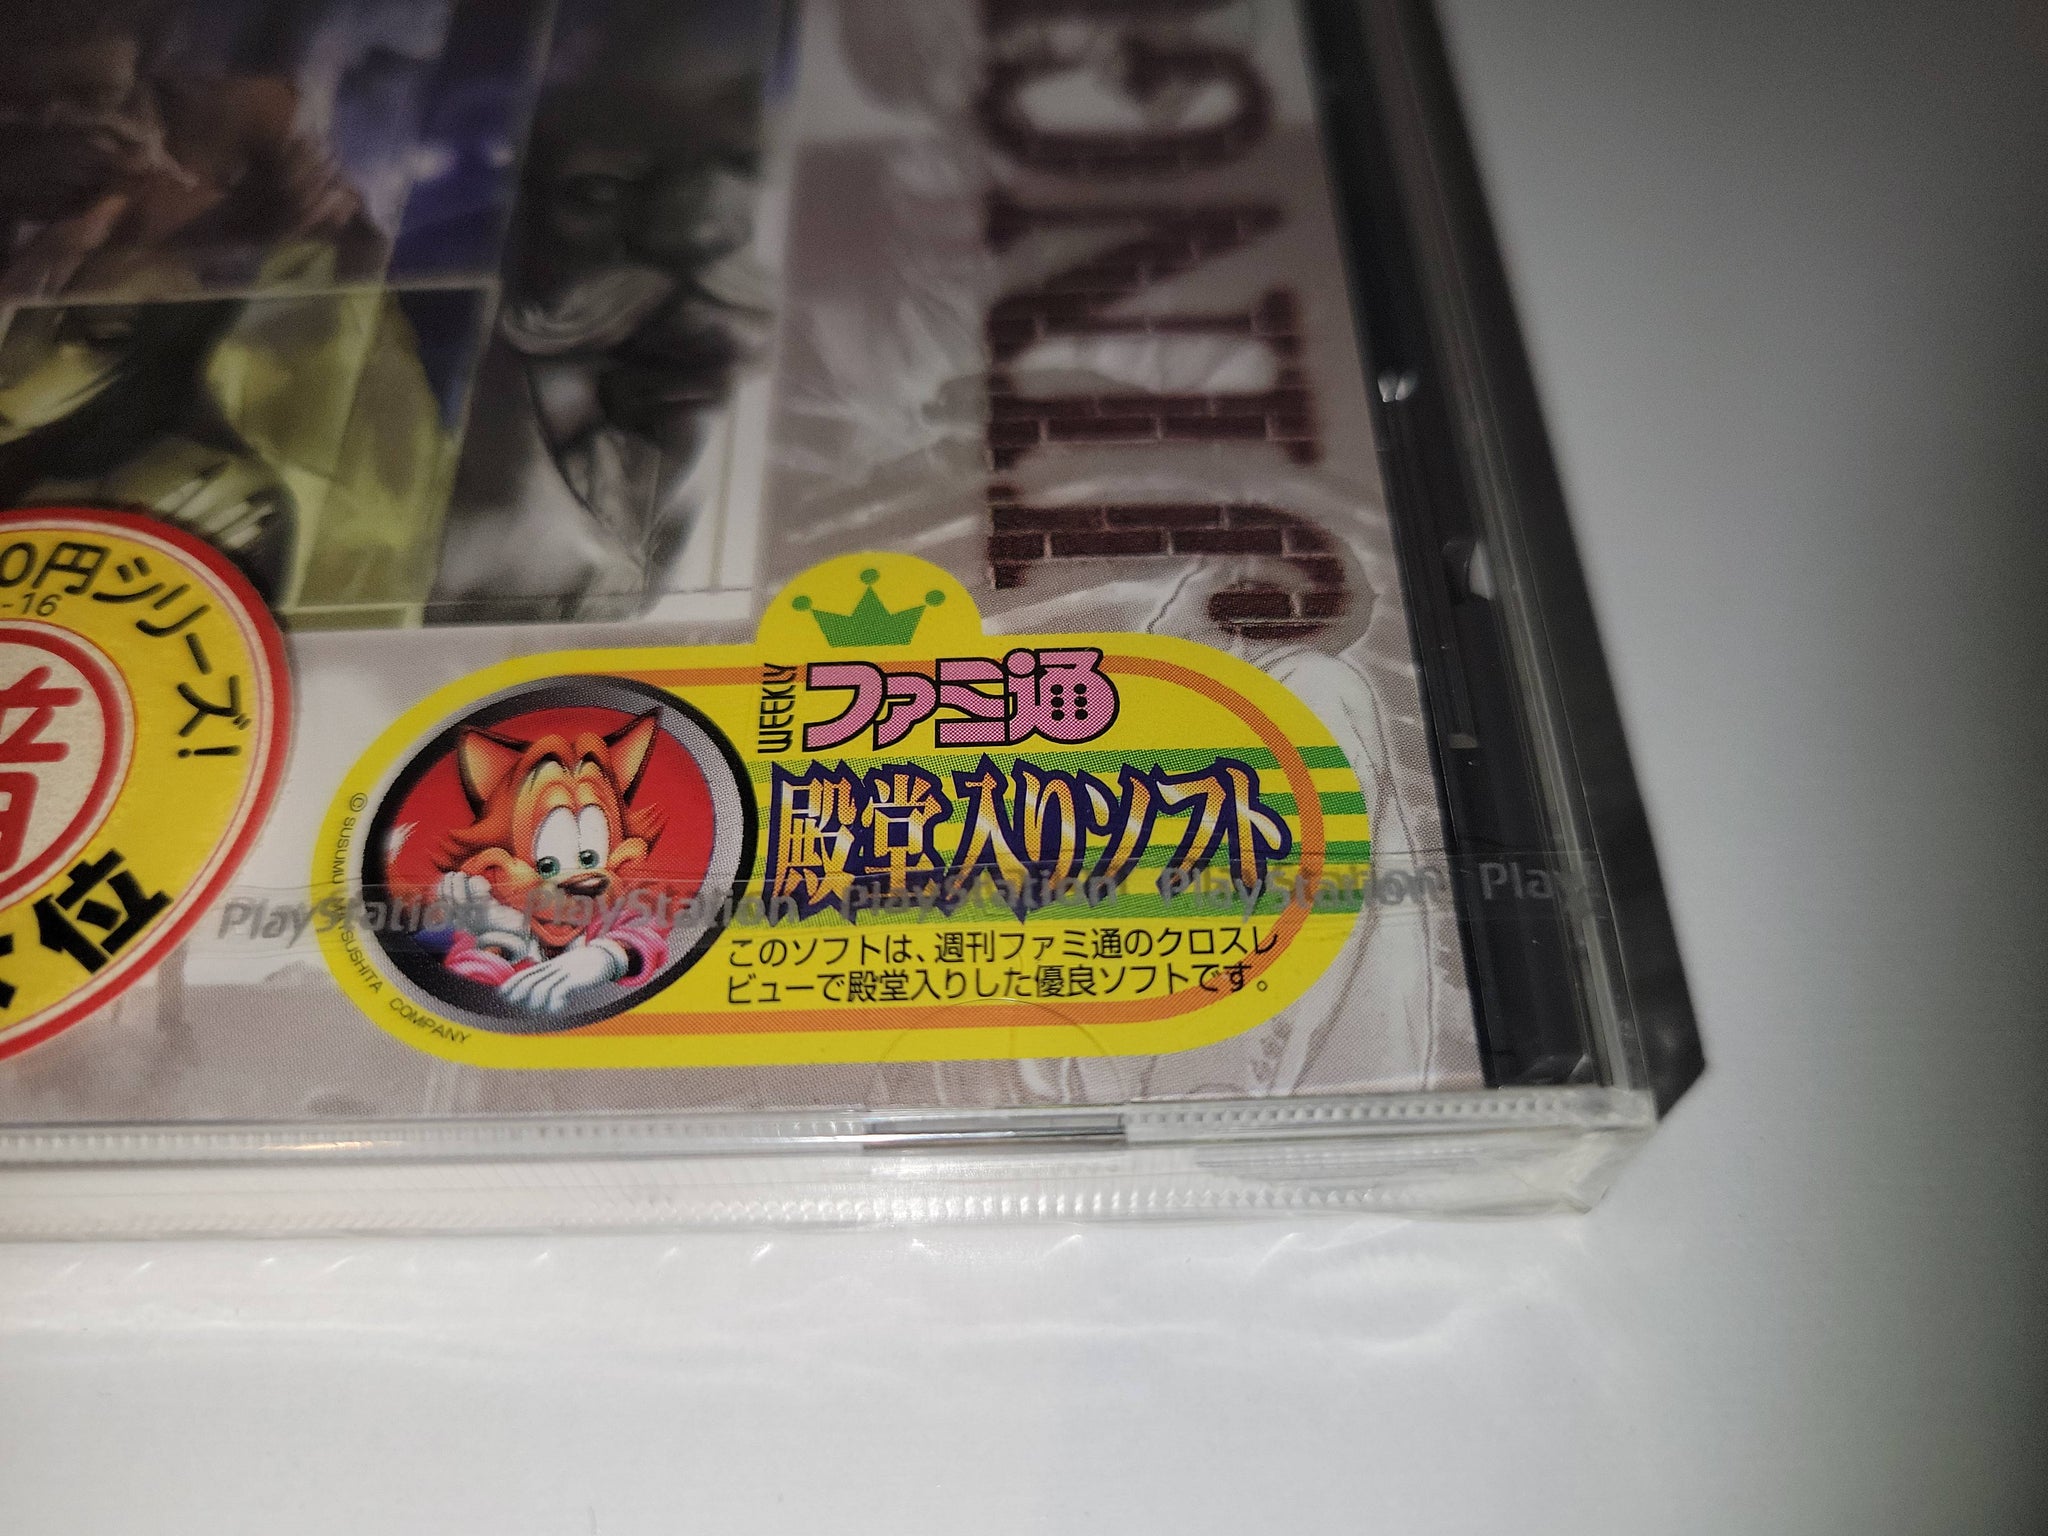 DING
0円シリーズ!
-16
位
WEEKLY
ファミ通
殿堂入りソフト
このソフトは、週刊ファミ通のクロスレ
ビューで殿堂入りした優良ソフトです。
© SUSUMU MATSUSHITA COMPANY
PlayStation PlayStation PlayStation PlayStation Play